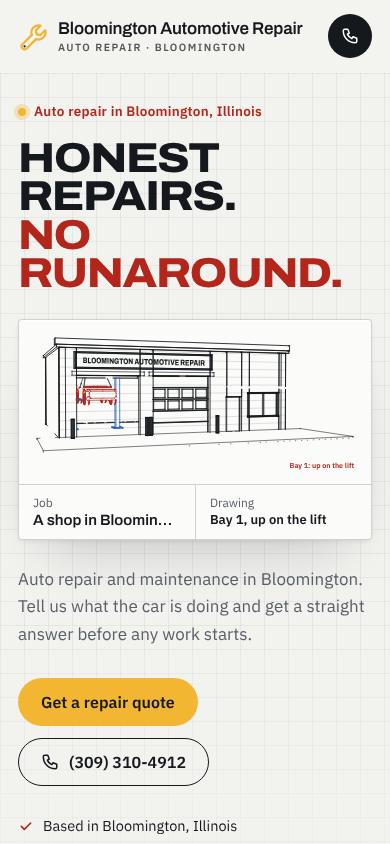 Bloomington Automotive Repair
AUTO REPAIR · BLOOMINGTON
Auto repair in Bloomington, Illinois
HONEST
REPAIRS.
NO
RUNAROUND.
BLOOMINGTON AUTOMOTIVE REPAIR
Bay 1: up on the lift
Job
A shop in Bloomin...
Drawing
Bay 1, up on the lift
Auto repair and maintenance in Bloomington.
Tell us what the car is doing and get a straight
answer before any work starts.
Get a repair quote
(309) 310-4912
Based in Bloomington, Illinois